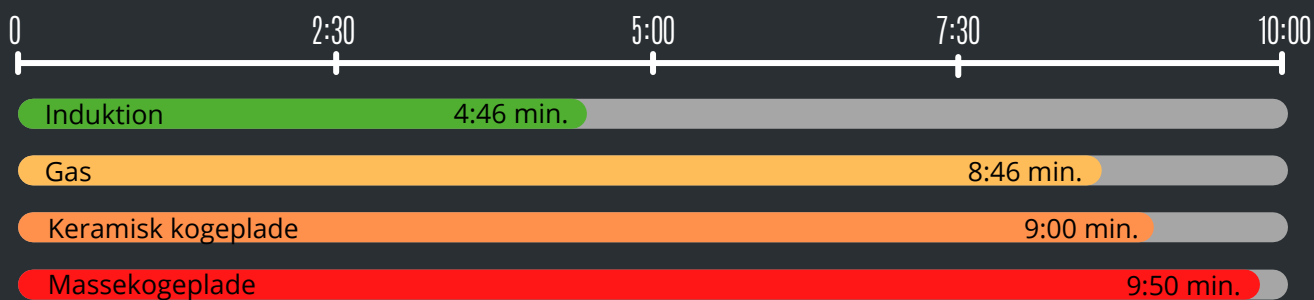 0 2:30 5:00 7:30 10:00
Induktion 4:46 min.
Gas 8:46 min.
Keramisk kogeplade 9:00 min.
Massekogeplade 9:50 min.